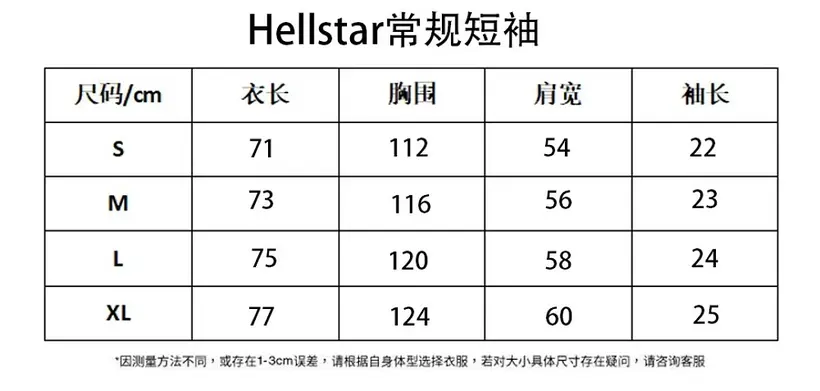 Hellstar常规短袖
尺码/cm 衣长 胸围 肩宽 袖长
S 71 112 54 22
M 73 116 56 23
L 75 120 58 24
XL 77 124 60 25
*因测量方法不同，或存在1-3cm误差，请根据自身体型选择衣服，若对大小具体尺寸存在疑问，请咨询客服